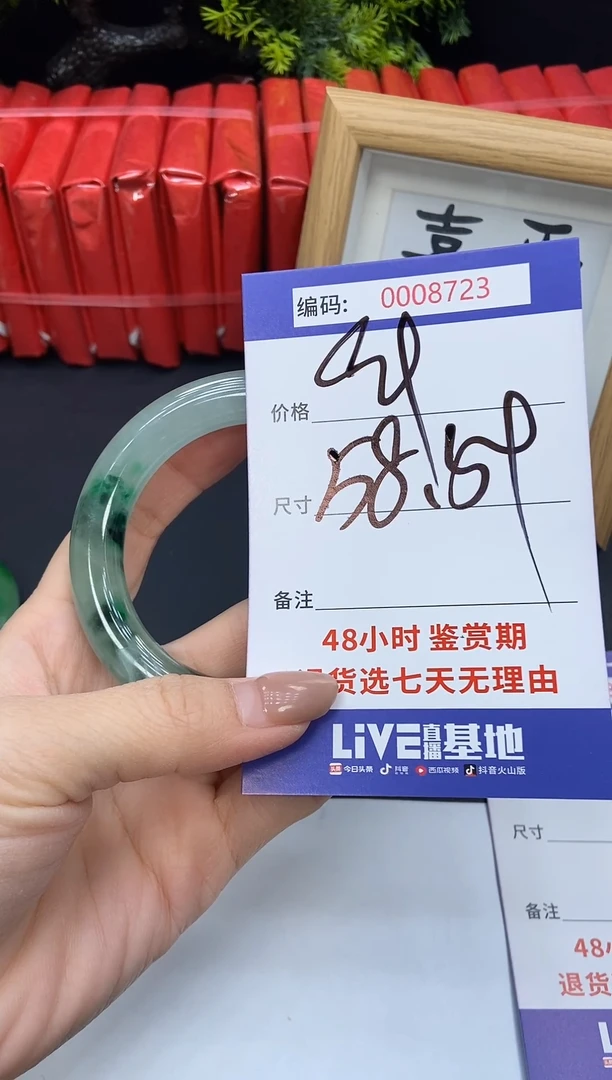 编码: 0008723
价格
尺寸 58.5
备注
48小时 鉴赏期
退货选七天无理由
LiVE直播基地
今日头条 抖音 西瓜视频 抖音火山版
尺寸
备注
48小
退货